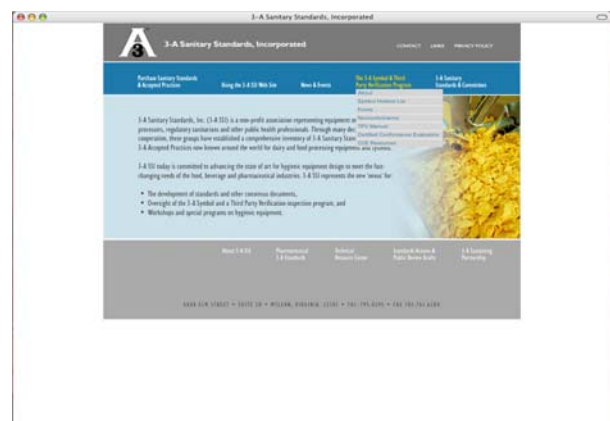 3-A Sanitary Standards, Incorporated
3-A Sanitary Standards, Incorporated
CONTACT LINKS PRIVACY POLICY
Purchase Sanitary Standards
& Accepted Practices
Using the 3-A SSI Web Site
News & Events
The 3-A Symbol & Third
Party Verification Program
3-A Sanitary
Standards & Committees
About
Symbol Holders List
Forms
Nonconformance
TPV Manual
Certified Conformance Evaluators
CCE Resources
3-A Sanitary Standards, Inc. (3-A SSI) is a non-profit association representing equipment
processors, regulatory sanitarians and other public health professionals. Through many
cooperation, these groups have established a comprehensive inventory of 3-A Sanitary
3-A Accepted Practices now known around the world for dairy and food processing equipment and systems.
3-A SSI today is committed to advancing the state of art for hygienic equipment design to meet the fast-
changing needs of the food, beverage and pharmaceutical industries. 3-A SSI represents the new 'nexus' for:
• The development of standards and other consensus documents,
• Oversight of the 3-A Symbol and a Third Party Verification inspection program, and
• Workshops and special programs on hygienic equipment.
About 3-A SSI
Pharmaceutical
3-A Standards
Technical
Resource Center
Standards Access &
Public Review Drafts
3-A Sanitary
Partnership